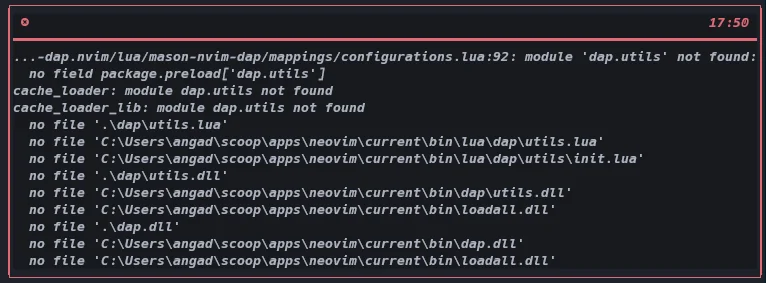 17:50
...-dap.nvim/lua/mason-nvim-dap/mappings/configurations.lua:92: module 'dap.utils' not found:
no field package.preload['dap.utils']
cache_loader: module dap.utils not found
cache_loader_lib: module dap.utils not found
no file '.\dap\utils.lua'
no file 'C:\Users\angad\scoop\apps\neovim\current\bin\lua\dap\utils.lua'
no file 'C:\Users\angad\scoop\apps\neovim\current\bin\lua\dap\utils\init.lua'
no file '.\dap\utils.dll'
no file 'C:\Users\angad\scoop\apps\neovim\current\bin\dap\utils.dll'
no file 'C:\Users\angad\scoop\apps\neovim\current\bin\loadall.dll'
no file '.\dap.dll'
no file 'C:\Users\angad\scoop\apps\neovim\current\bin\dap.dll'
no file 'C:\Users\angad\scoop\apps\neovim\current\bin\loadall.dll'